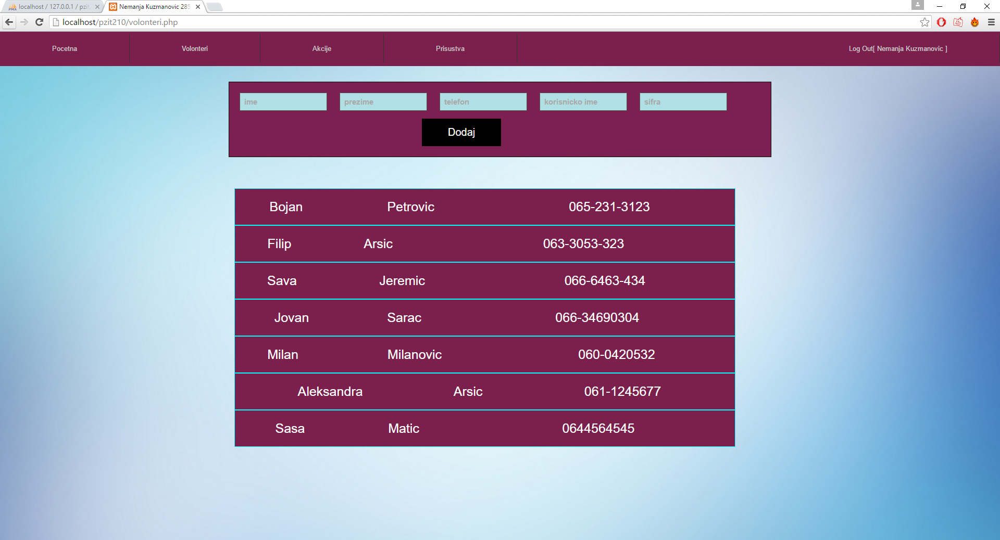 localhost / 127.0.0.1 / pzit
Nemanja Kuzmanovic 285
localhost/pzit210/volonteri.php
Pocetna Volonteri Akcije Prisustva Log Out[ Nemanja Kuzmanovic ]
ime prezime telefon korisnicko ime sifra
Dodaj
Bojan Petrovic 065-231-3123
Filip Arsic 063-3053-323
Sava Jeremic 066-6463-434
Jovan Sarac 066-34690304
Milan Milanovic 060-0420532
Aleksandra Arsic 061-1245677
Sasa Matic 0644564545